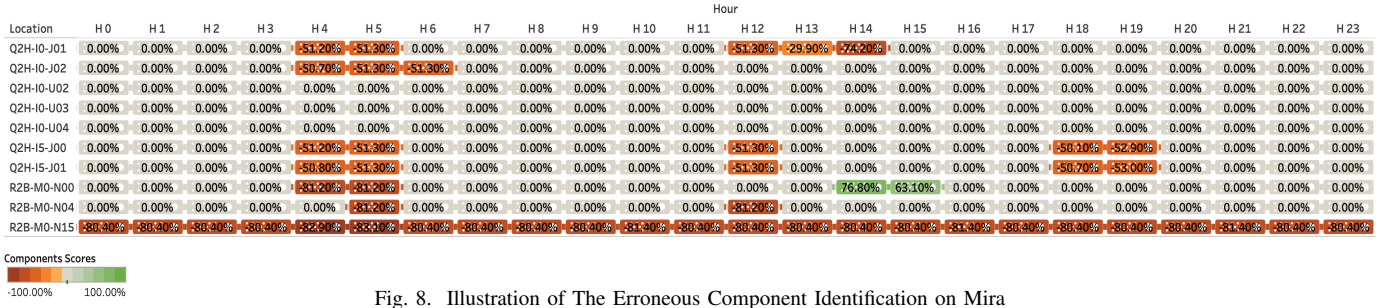 Hour
Location H 0 H 1 H 2 H 3 H 4 H 5 H 6 H 7 H 8 H 9 H 10 H 11 H 12 H 13 H 14 H 15 H 16 H 17 H 18 H 19 H 20 H 21 H 22 H 23
Q2H-I0-J01 0.00% 0.00% 0.00% 0.00% -51.20% -51.30% 0.00% 0.00% 0.00% 0.00% 0.00% 0.00% -51.30% -29.90% -74.20% 0.00% 0.00% 0.00% 0.00% 0.00% 0.00% 0.00% 0.00% 0.00%
Q2H-I0-J02 0.00% 0.00% 0.00% 0.00% -50.70% -51.30% -51.30% 0.00% 0.00% 0.00% 0.00% 0.00% 0.00% 0.00% 0.00% 0.00% 0.00% 0.00% 0.00% 0.00% 0.00% 0.00% 0.00% 0.00%
Q2H-I0-U02 0.00% 0.00% 0.00% 0.00% 0.00% 0.00% 0.00% 0.00% 0.00% 0.00% 0.00% 0.00% 0.00% 0.00% 0.00% 0.00% 0.00% 0.00% 0.00% 0.00% 0.00% 0.00% 0.00% 0.00%
Q2H-I0-U03 0.00% 0.00% 0.00% 0.00% 0.00% 0.00% 0.00% 0.00% 0.00% 0.00% 0.00% 0.00% 0.00% 0.00% 0.00% 0.00% 0.00% 0.00% 0.00% 0.00% 0.00% 0.00% 0.00% 0.00%
Q2H-I0-U04 0.00% 0.00% 0.00% 0.00% 0.00% 0.00% 0.00% 0.00% 0.00% 0.00% 0.00% 0.00% 0.00% 0.00% 0.00% 0.00% 0.00% 0.00% 0.00% 0.00% 0.00% 0.00% 0.00% 0.00%
Q2H-I5-J00 0.00% 0.00% 0.00% 0.00% -51.20% -51.30% 0.00% 0.00% 0.00% 0.00% 0.00% 0.00% -51.30% 0.00% 0.00% 0.00% 0.00% 0.00% -50.10% -52.90% 0.00% 0.00% 0.00% 0.00%
Q2H-I5-J01 0.00% 0.00% 0.00% 0.00% -50.80% -51.30% 0.00% 0.00% 0.00% 0.00% 0.00% 0.00% -51.30% 0.00% 0.00% 0.00% 0.00% 0.00% -50.70% -53.00% 0.00% 0.00% 0.00% 0.00%
R2B-M0-N00 0.00% 0.00% 0.00% 0.00% -81.20% -81.20% 0.00% 0.00% 0.00% 0.00% 0.00% 0.00% 0.00% 0.00% 76.80% 63.10% 0.00% 0.00% 0.00% 0.00% 0.00% 0.00% 0.00% 0.00%
R2B-M0-N04 0.00% 0.00% 0.00% 0.00% 0.00% -81.20% 0.00% 0.00% 0.00% 0.00% 0.00% 0.00% -81.20% 0.00% 0.00% 0.00% 0.00% 0.00% 0.00% 0.00% 0.00% 0.00% 0.00% 0.00%
R2B-M0-N15 -80.40% -80.40% -80.40% -80.40% -82.90% -83.10% -80.40% -80.40% -80.40% -80.40% -81.40% -80.40% -80.40% -80.40% -80.40% -80.40% -81.40% -80.40% -80.40% -80.40% -80.40% -81.40% -80.40% -80.40%
Components Scores
-100.00% 100.00%
Fig. 8. Illustration of The Erroneous Component Identification on Mira